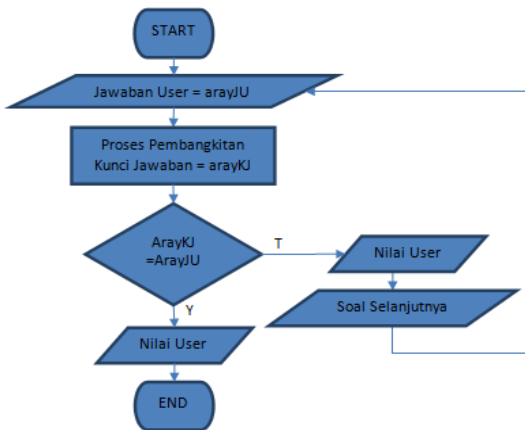 START
Jawaban User = arayJU
Proses Pembangkitan
Kunci Jawaban = arayKJ
ArayKJ
=ArayJU
T
Nilai User
Soal Selanjutnya
Y
Nilai User
END